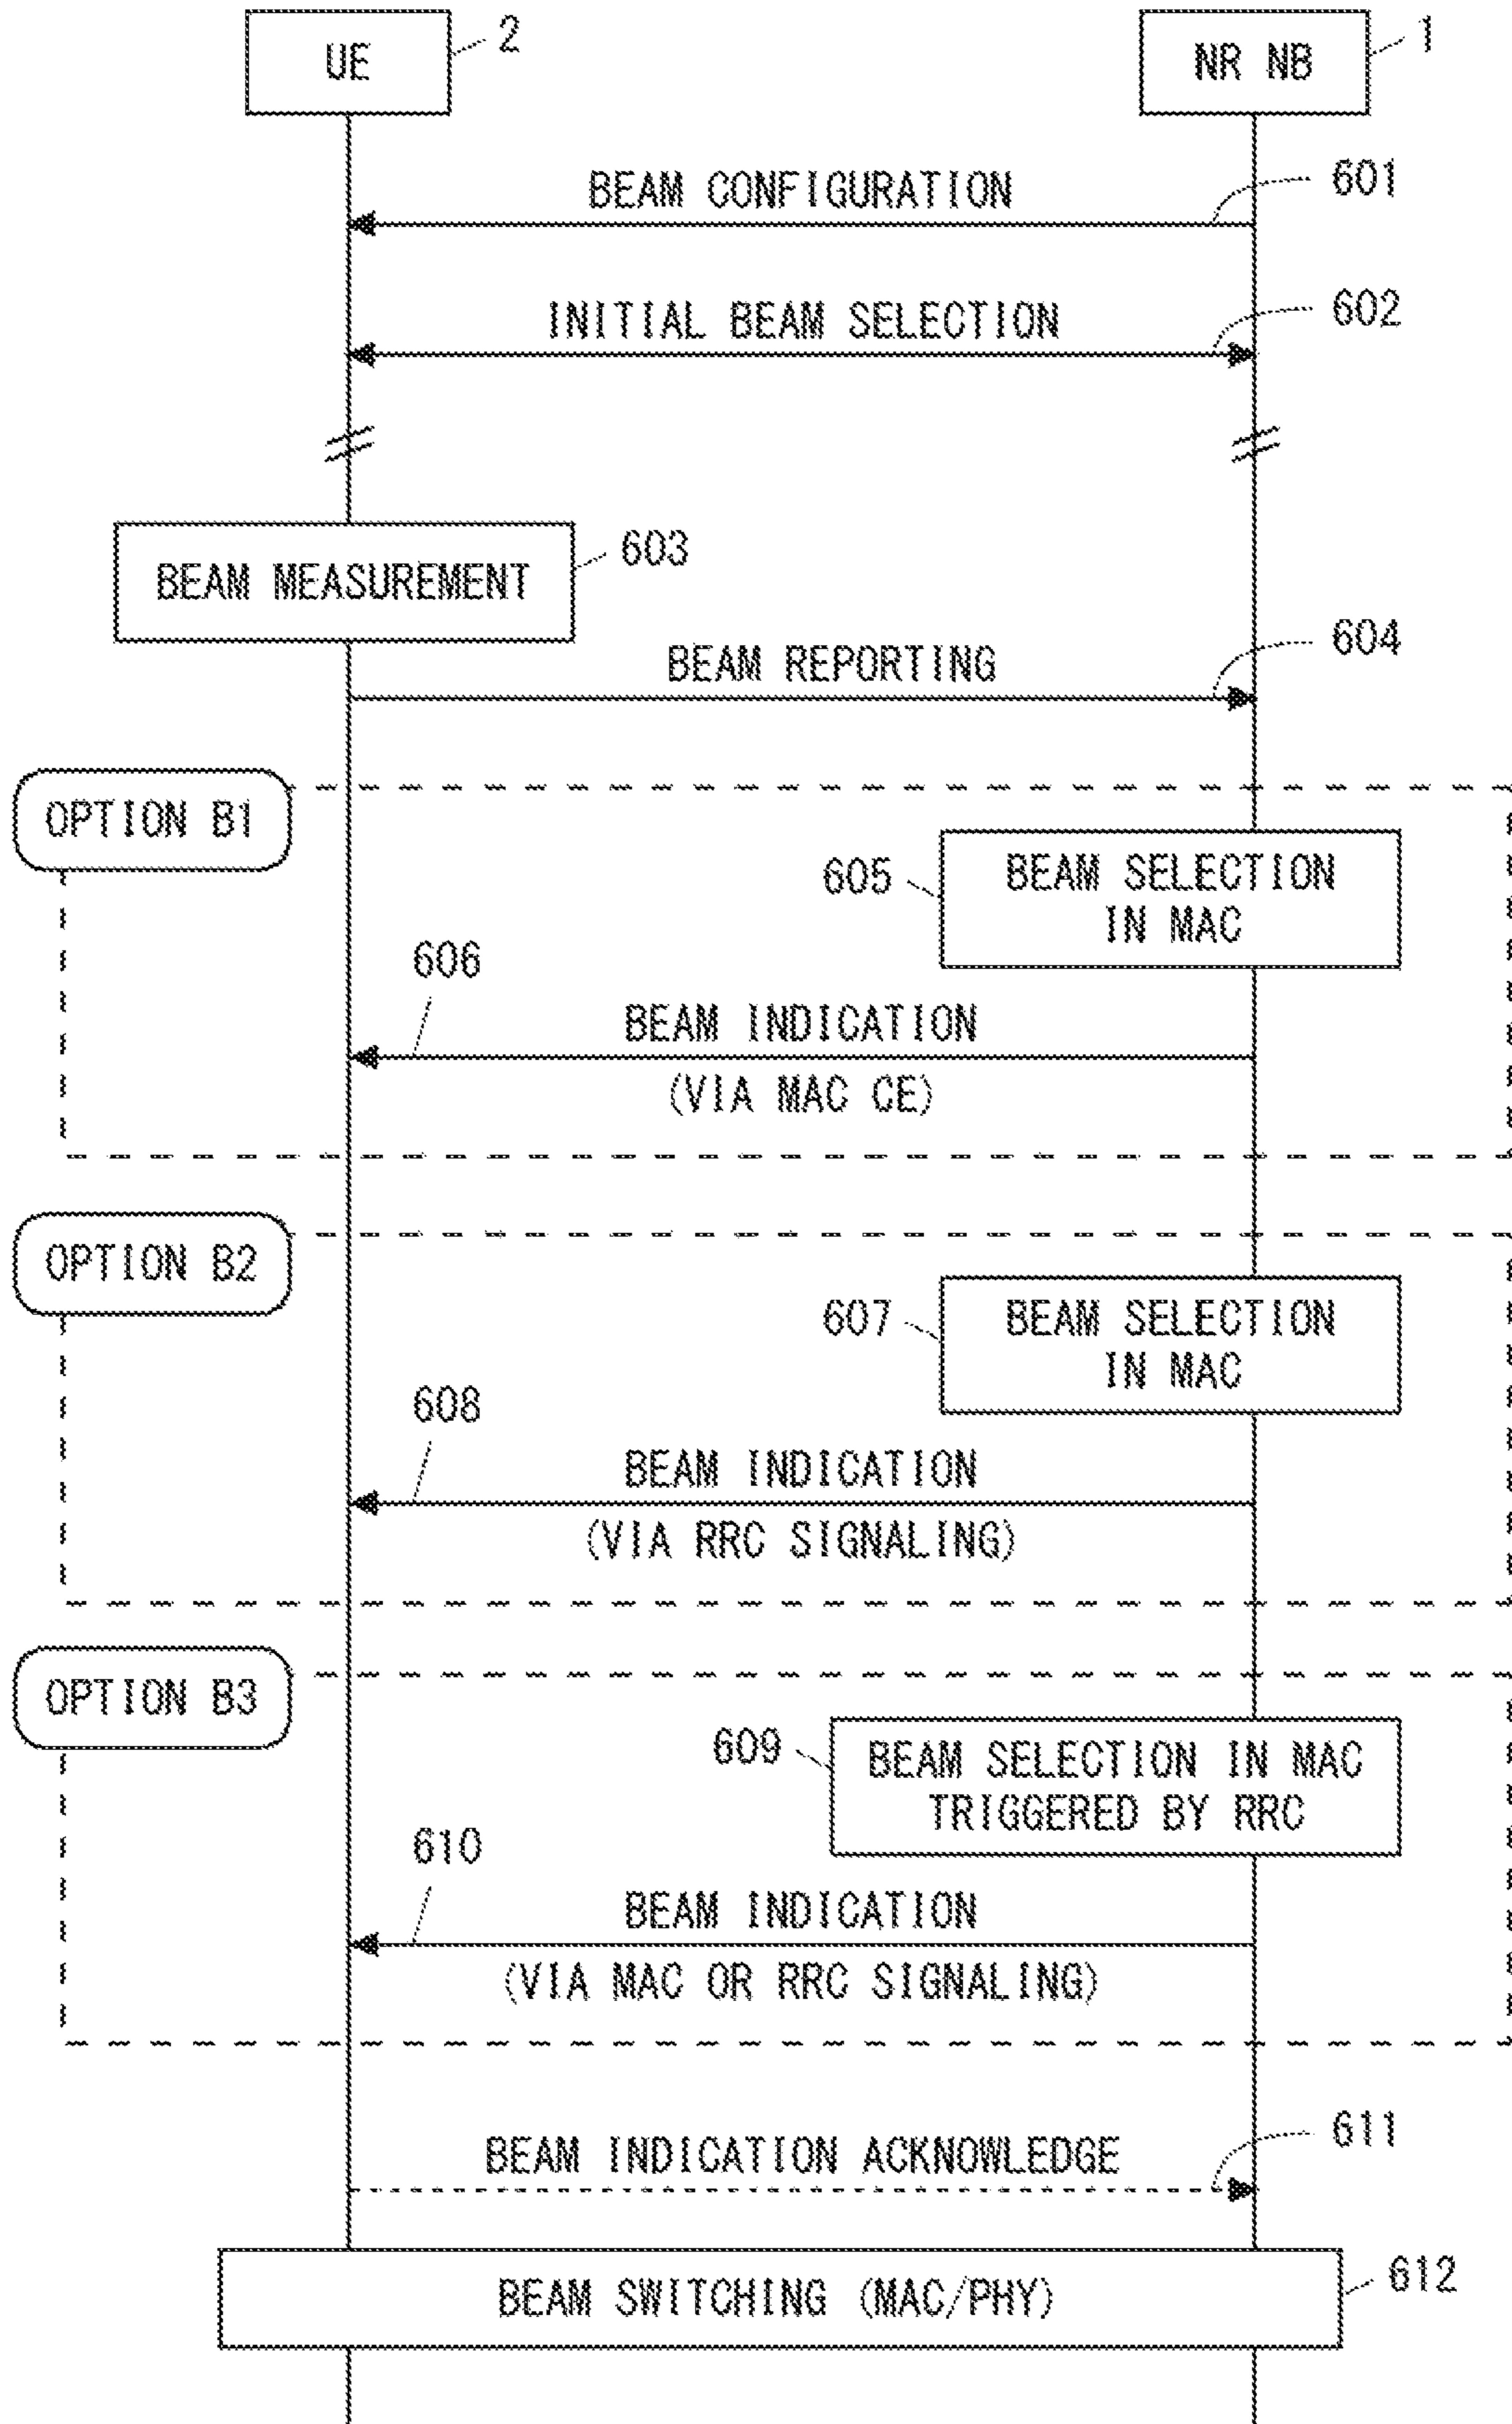 UE
2
NR NB
1
BEAM CONFIGURATION
601
INITIAL BEAM SELECTION
602
BEAM MEASUREMENT
603
BEAM REPORTING
604
OPTION B1
605
BEAM SELECTION
IN MAC
606
BEAM INDICATION
(VIA MAC CE)
OPTION B2
607
BEAM SELECTION
IN MAC
608
BEAM INDICATION
(VIA RRC SIGNALING)
OPTION B3
609
BEAM SELECTION IN MAC
TRIGGERED BY RRC
610
BEAM INDICATION
(VIA MAC OR RRC SIGNALING)
BEAM INDICATION ACKNOWLEDGE
611
BEAM SWITCHING (MAC/PHY)
612